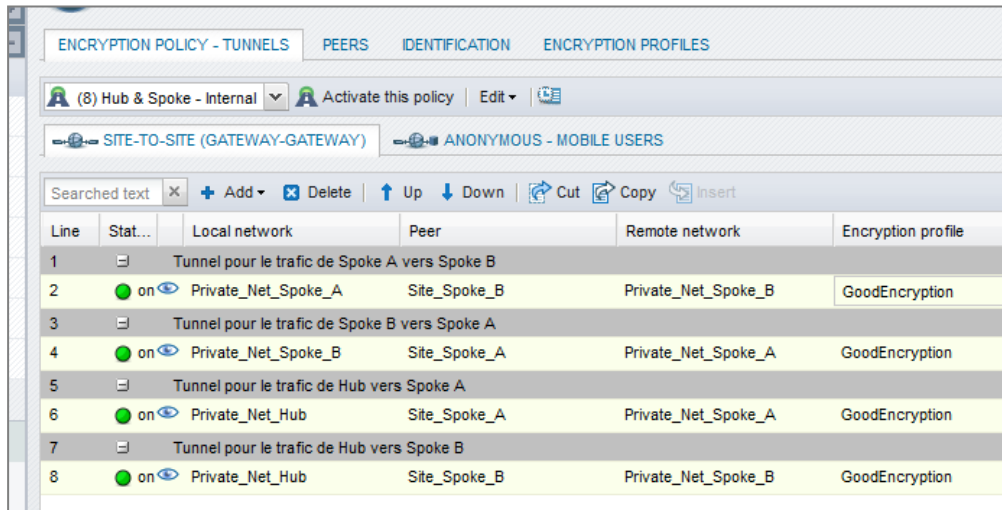 ENCRYPTION POLICY - TUNNELS PEERS IDENTIFICATION ENCRYPTION PROFILES
(8) Hub & Spoke - Internal Activate this policy Edit
SITE-TO-SITE (GATEWAY-GATEWAY) ANONYMOUS - MOBILE USERS
Searched text Add Delete Up Down Cut Copy Insert
Line Stat... Local network Peer Remote network Encryption profile
1 Tunnel pour le trafic de Spoke A vers Spoke B
2 on Private_Net_Spoke_A Site_Spoke_B Private_Net_Spoke_B GoodEncryption
3 Tunnel pour le trafic de Spoke B vers Spoke A
4 on Private_Net_Spoke_B Site_Spoke_A Private_Net_Spoke_A GoodEncryption
5 Tunnel pour le trafic de Hub vers Spoke A
6 on Private_Net_Hub Site_Spoke_A Private_Net_Spoke_A GoodEncryption
7 Tunnel pour le trafic de Hub vers Spoke B
8 on Private_Net_Hub Site_Spoke_B Private_Net_Spoke_B GoodEncryption